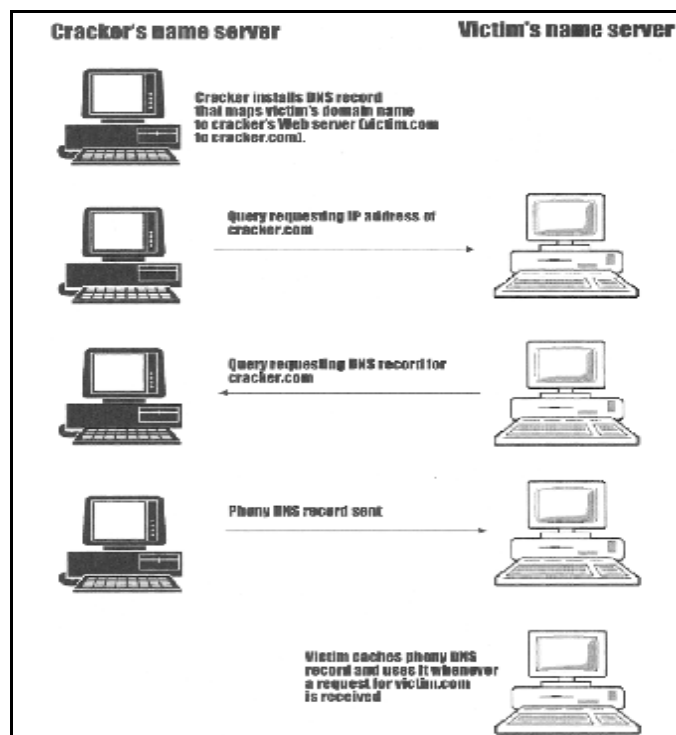 Cracker's name server
Victim's name server
Cracker installs DNS record
that maps victim's domain name
to cracker's Web server (victim.com
to cracker.com).
Query requesting IP address of
cracker.com
Query requesting DNS record for
cracker.com
Phony DNS record sent
Victim caches phony DNS
record and uses it whenever
a request for victim.com
is received